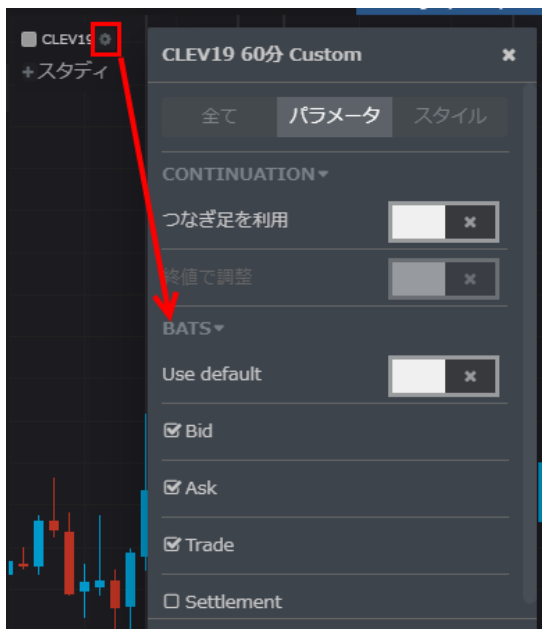 CLEV19
+スタディ
CLEV19 60分 Custom
全て パラメータ スタイル
CONTINUATION
つなぎ足を利用
終値で調整
BATS
Use default
Bid
Ask
Trade
Settlement